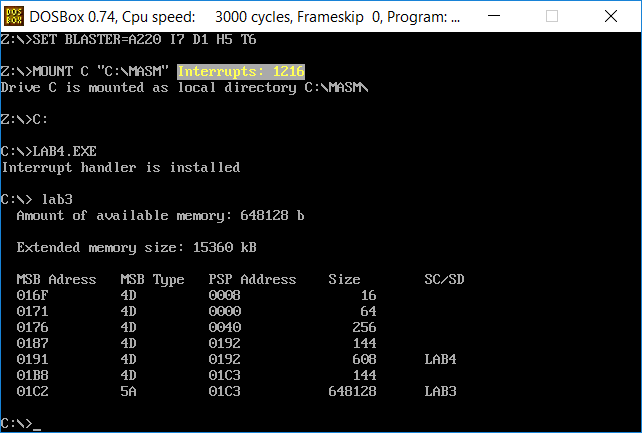 DOS
BOX
DOSBox 0.74, Cpu speed: 3000 cycles, Frameskip 0, Program: ...
Z:\>SET BLASTER=A220 I7 D1 H5 T6
Z:\>MOUNT C "C:\MASM" Interrupts: 1216
Drive C is mounted as local directory C:\MASM\
Z:\>C:
C:\>LAB4.EXE
Interrupt handler is installed
C:\> lab3
Amount of available memory: 648128 b
Extended memory size: 15360 kB
MSB Adress MSB Type PSP Address Size SC/SD
016F 4D 0008 16
0171 4D 0000 64
0176 4D 0040 256
0187 4D 0192 144
0191 4D 0192 608 LAB4
01B8 4D 01C3 144
01C2 5A 01C3 648128 LAB3
C:\>_